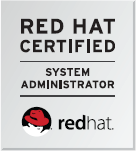 RED HAT
CERTIFIED
SYSTEM
ADMINISTRATOR
redhat.